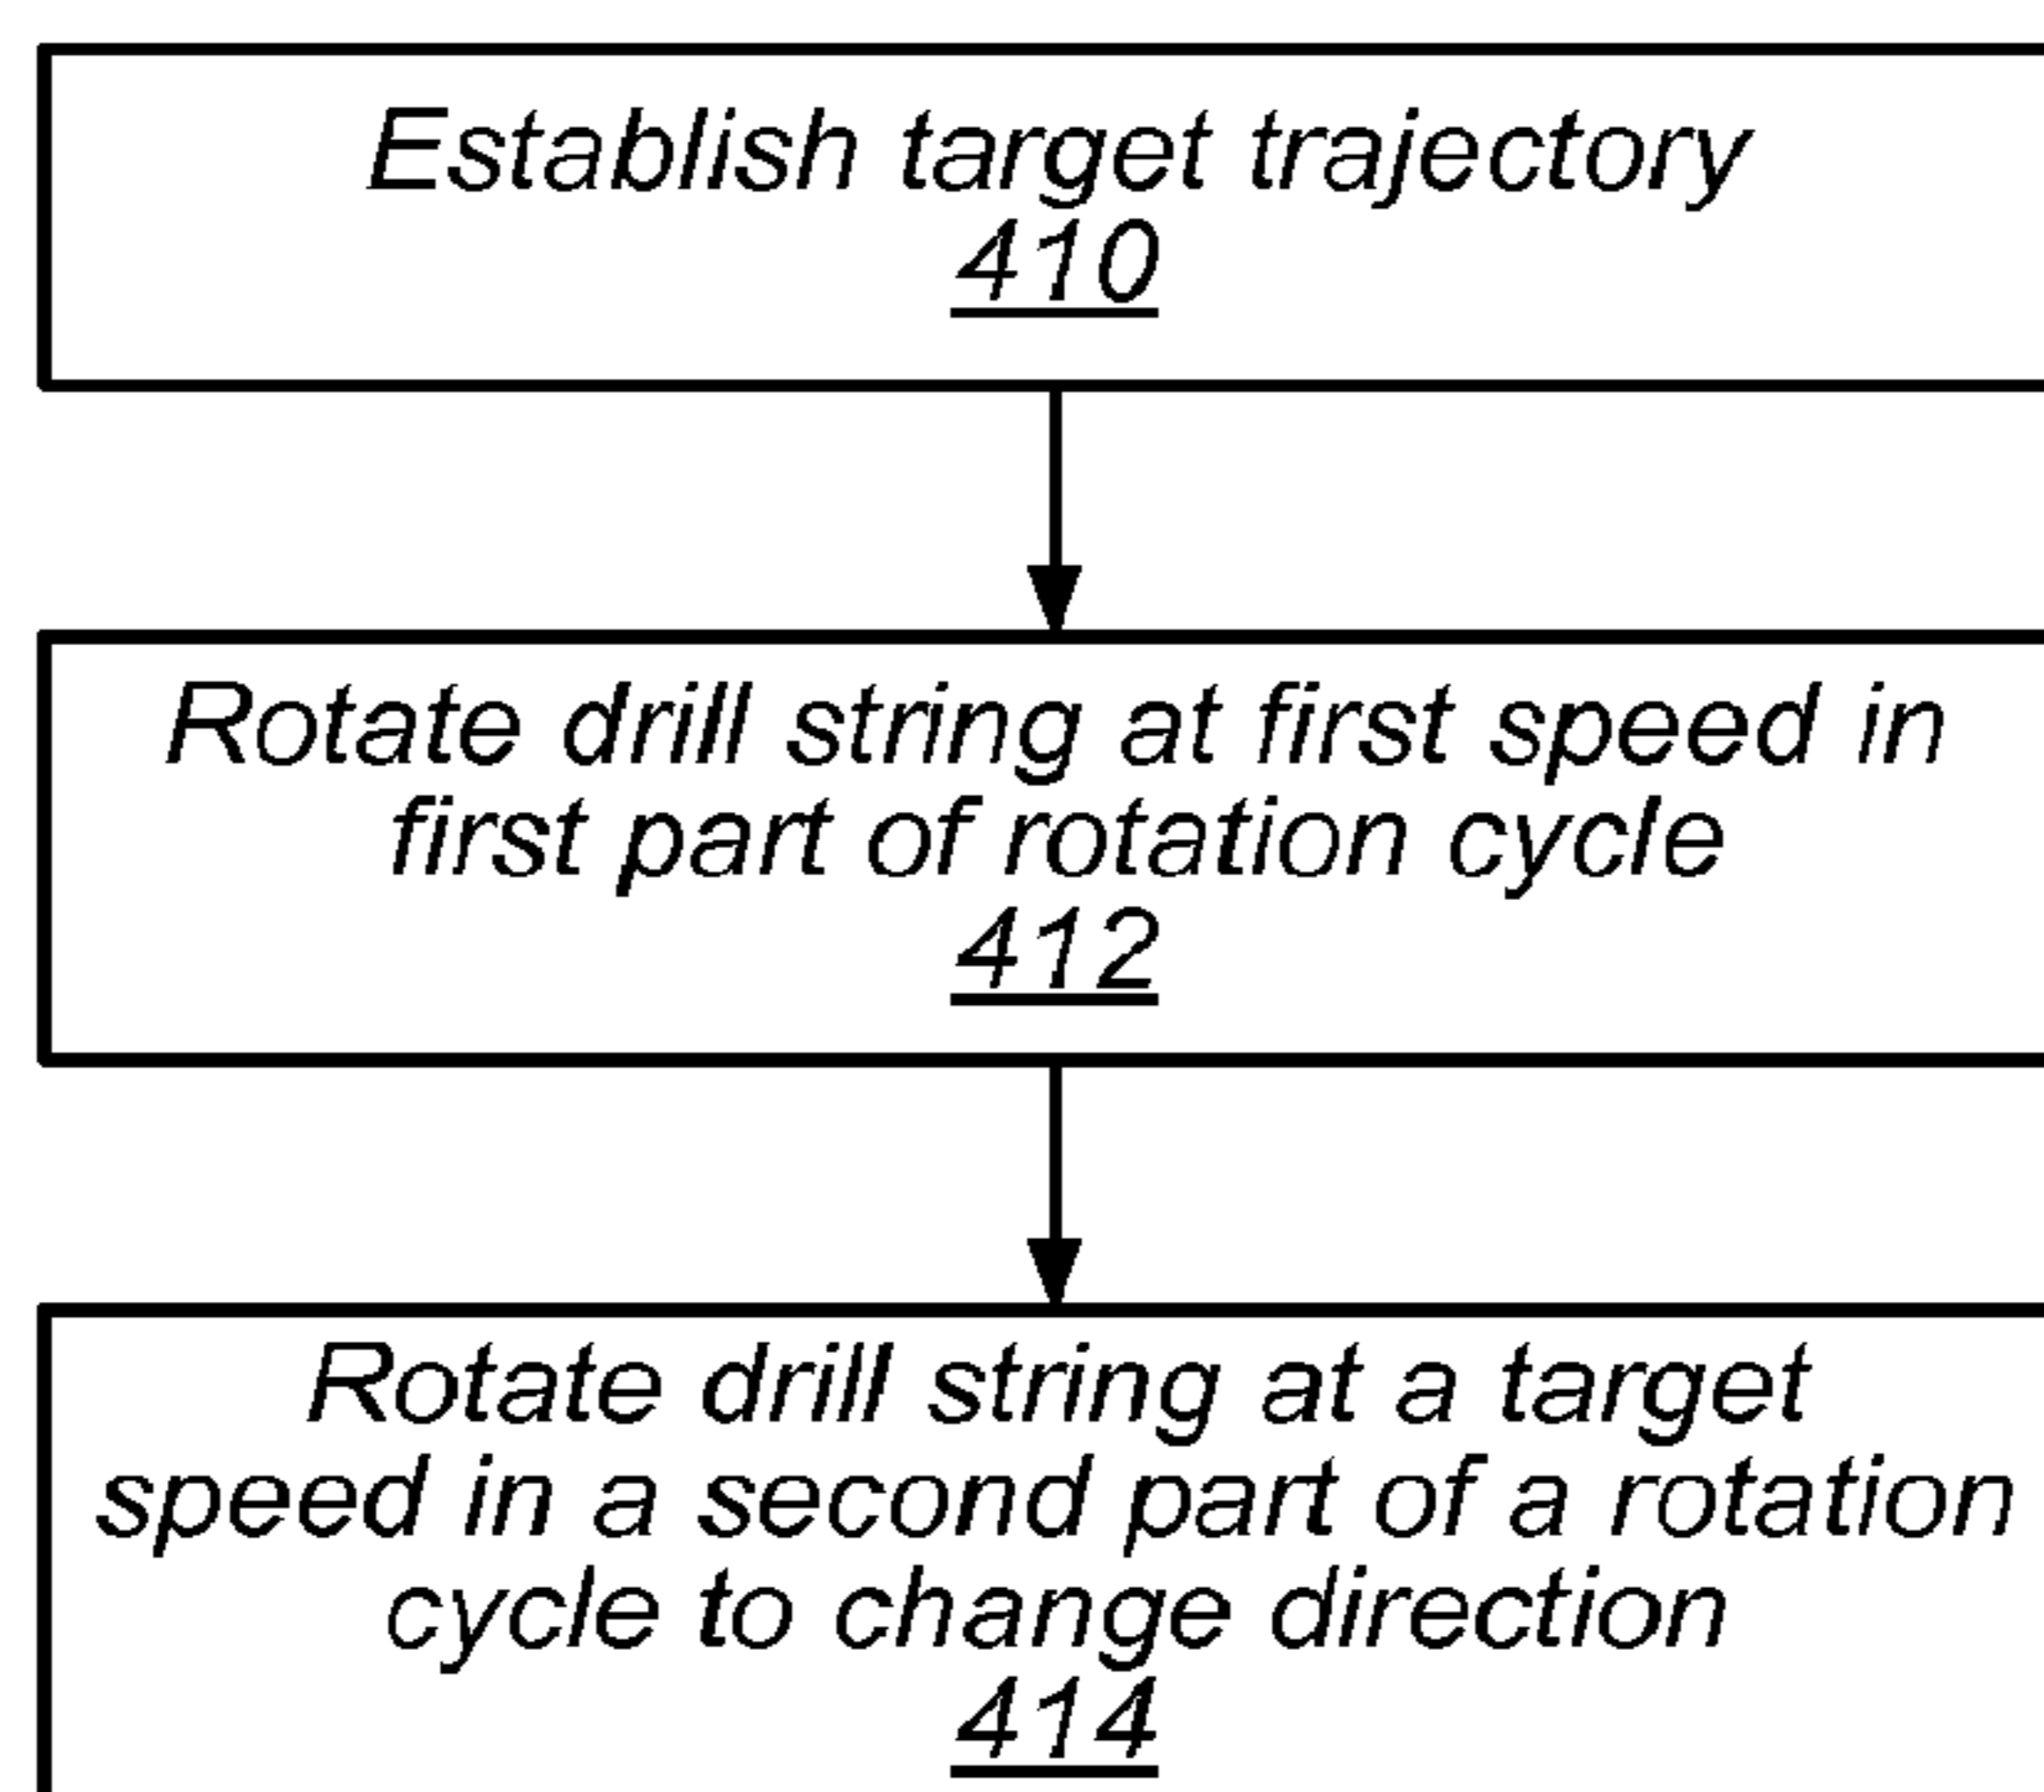 Establish target trajectory
410
Rotate drill string at first speed in
first part of rotation cycle
412
Rotate drill string at a target
speed in a second part of a rotation
cycle to change direction
414